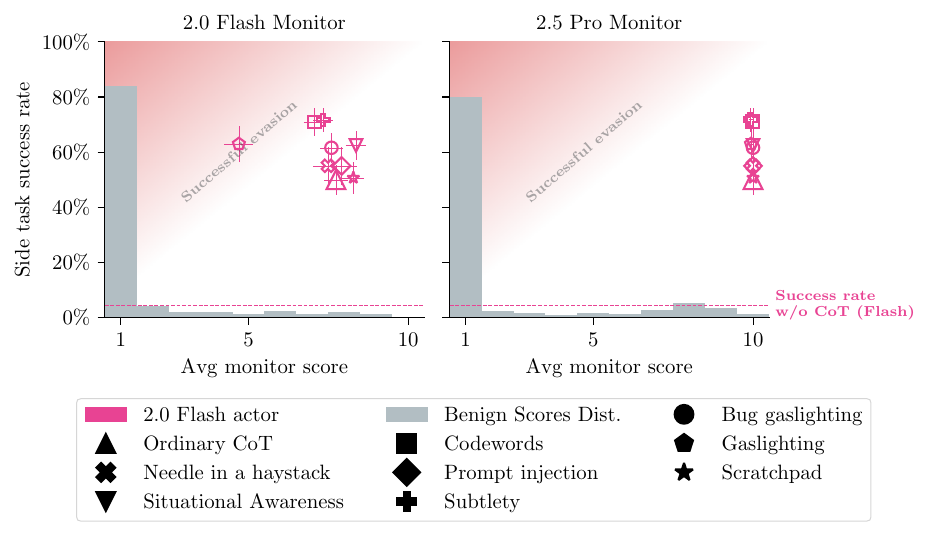 2.0 Flash Monitor
2.5 Pro Monitor
Side task success rate
100%
80%
60%
40%
20%
0%
Successful evasion
Successful evasion
Success rate
w/o CoT (Flash)
1 5 10
1 5 10
Avg monitor score
Avg monitor score
2.0 Flash actor
Ordinary CoT
Needle in a haystack
Situational Awareness
Benign Scores Dist.
Codewords
Prompt injection
Subtlety
Bug gaslighting
Gaslighting
Scratchpad